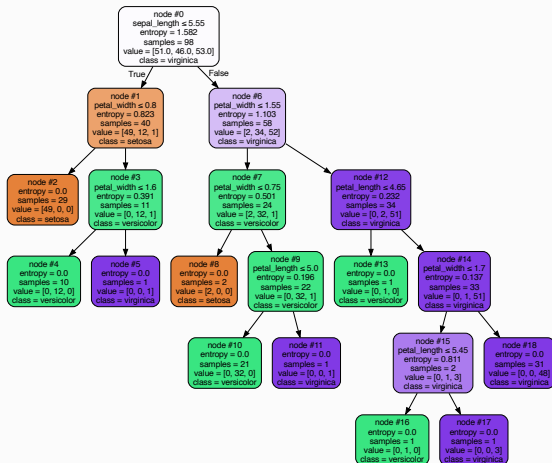 node #0
sepal_length ≤ 5.55
entropy = 1.582
samples = 98
value = [51.0, 46.0, 53.0]
class = virginica
True
False
node #1
petal_width ≤ 0.8
entropy = 0.823
samples = 40
value = [49, 12, 1]
class = setosa
node #6
petal_width ≤ 1.55
entropy = 1.103
samples = 58
value = [2, 34, 52]
class = virginica
node #2
entropy = 0.0
samples = 29
value = [49, 0, 0]
class = setosa
node #3
petal_width ≤ 1.6
entropy = 0.391
samples = 11
value = [0, 12, 1]
class = versicolor
node #7
petal_width ≤ 0.75
entropy = 0.501
samples = 24
value = [2, 32, 1]
class = versicolor
node #12
petal_length ≤ 4.65
entropy = 0.232
samples = 34
value = [0, 2, 51]
class = virginica
node #4
entropy = 0.0
samples = 10
value = [0, 12, 0]
class = versicolor
node #5
entropy = 0.0
samples = 1
value = [0, 0, 1]
class = virginica
node #8
entropy = 0.0
samples = 2
value = [2, 0, 0]
class = setosa
node #9
petal_length ≤ 5.0
entropy = 0.196
samples = 22
value = [0, 32, 1]
class = versicolor
node #13
entropy = 0.0
samples = 1
value = [0, 1, 0]
class = versicolor
node #14
petal_width ≤ 1.7
entropy = 0.137
samples = 33
value = [0, 1, 51]
class = virginica
node #10
entropy = 0.0
samples = 21
value = [0, 32, 0]
class = versicolor
node #11
entropy = 0.0
samples = 1
value = [0, 0, 1]
class = virginica
node #15
petal_length ≤ 5.45
entropy = 0.811
samples = 2
value = [0, 1, 3]
class = virginica
node #18
entropy = 0.0
samples = 31
value = [0, 0, 48]
class = virginica
node #16
entropy = 0.0
samples = 1
value = [0, 1, 0]
class = versicolor
node #17
entropy = 0.0
samples = 1
value = [0, 0, 3]
class = virginica